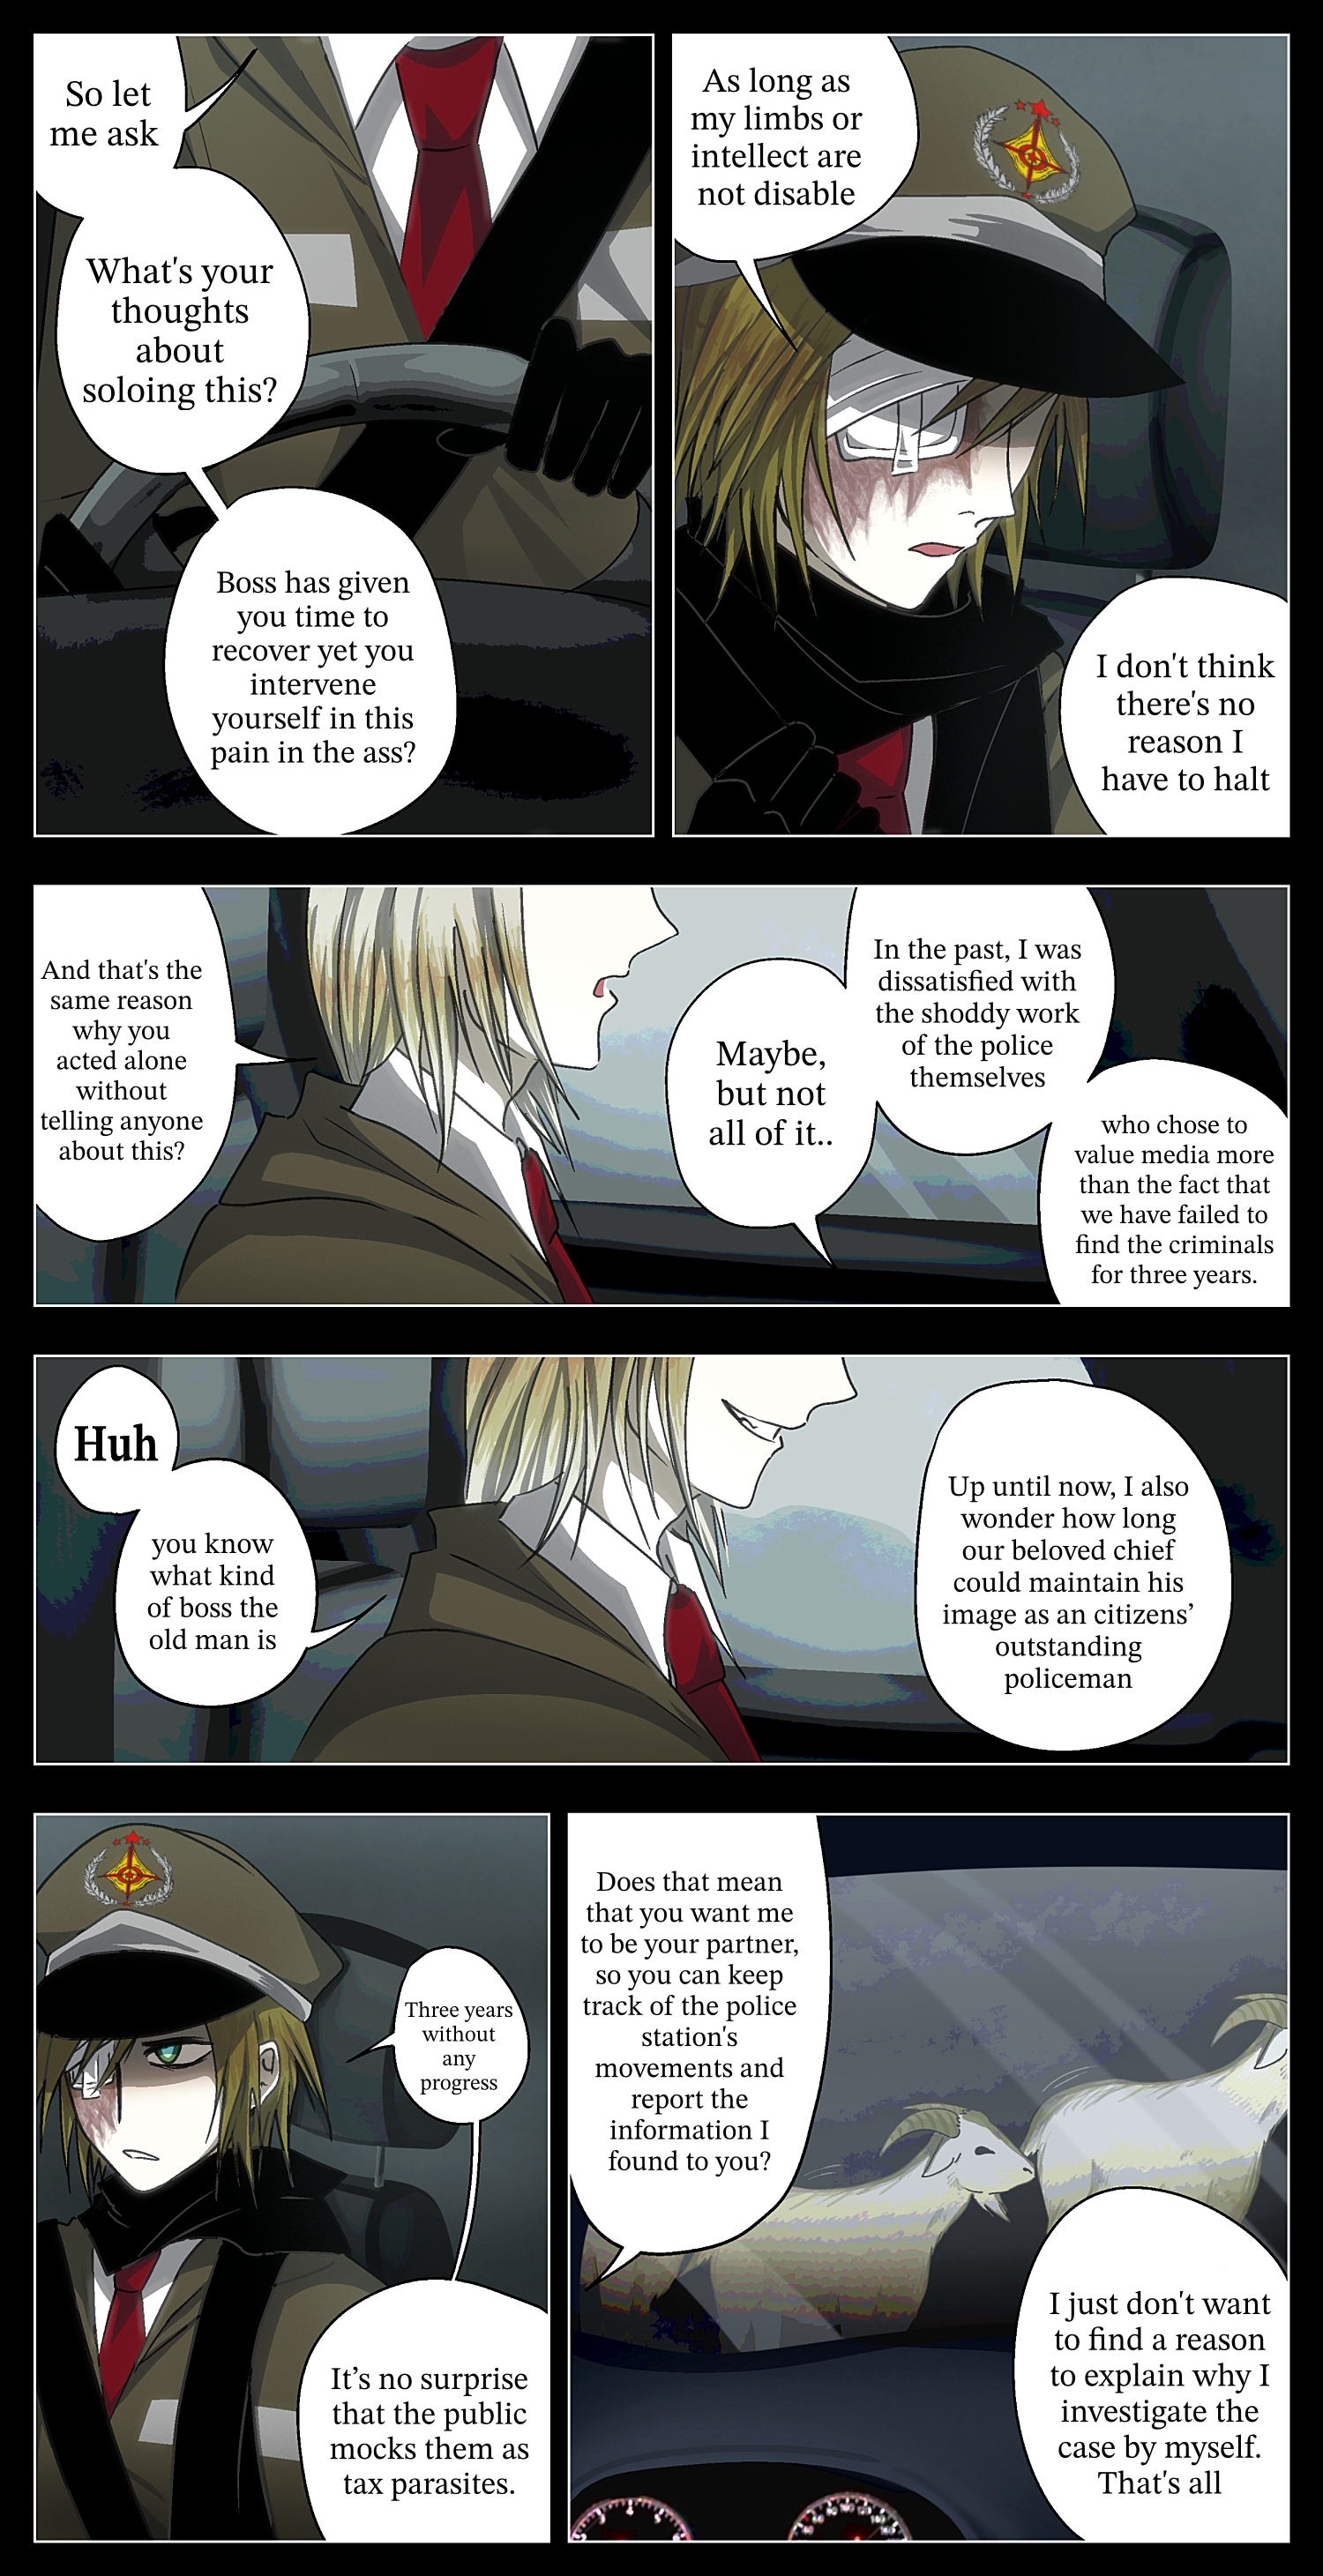 So let
me ask
What's your
thoughts
about
soloing this?
Boss has given
you time to
recover yet you
intervene
yourself in this
pain in the ass?
As long as
my limbs or
intellect are
not disable
I don't think
there's no
reason I
have to halt
And that's the
same reason
why you
acted alone
without
telling anyone
about this?
Maybe,
but not
all of it..
In the past, I was
dissatisfied with
the shoddy work
of the police
themselves
who chose to
value media more
than the fact that
we have failed to
find the criminals
for three years.
Huh
you know
what kind
of boss the
old man is
Up until now, I also
wonder how long
our beloved chief
could maintain his
image as an citizens’
outstanding
policeman
Three years
without
any
progress
It’s no surprise
that the public
mocks them as
tax parasites.
Does that mean
that you want me
to be your partner,
so you can keep
track of the police
station's
movements and
report the
information I
found to you?
I just don't want
to find a reason
to explain why I
investigate the
case by myself.
That's all